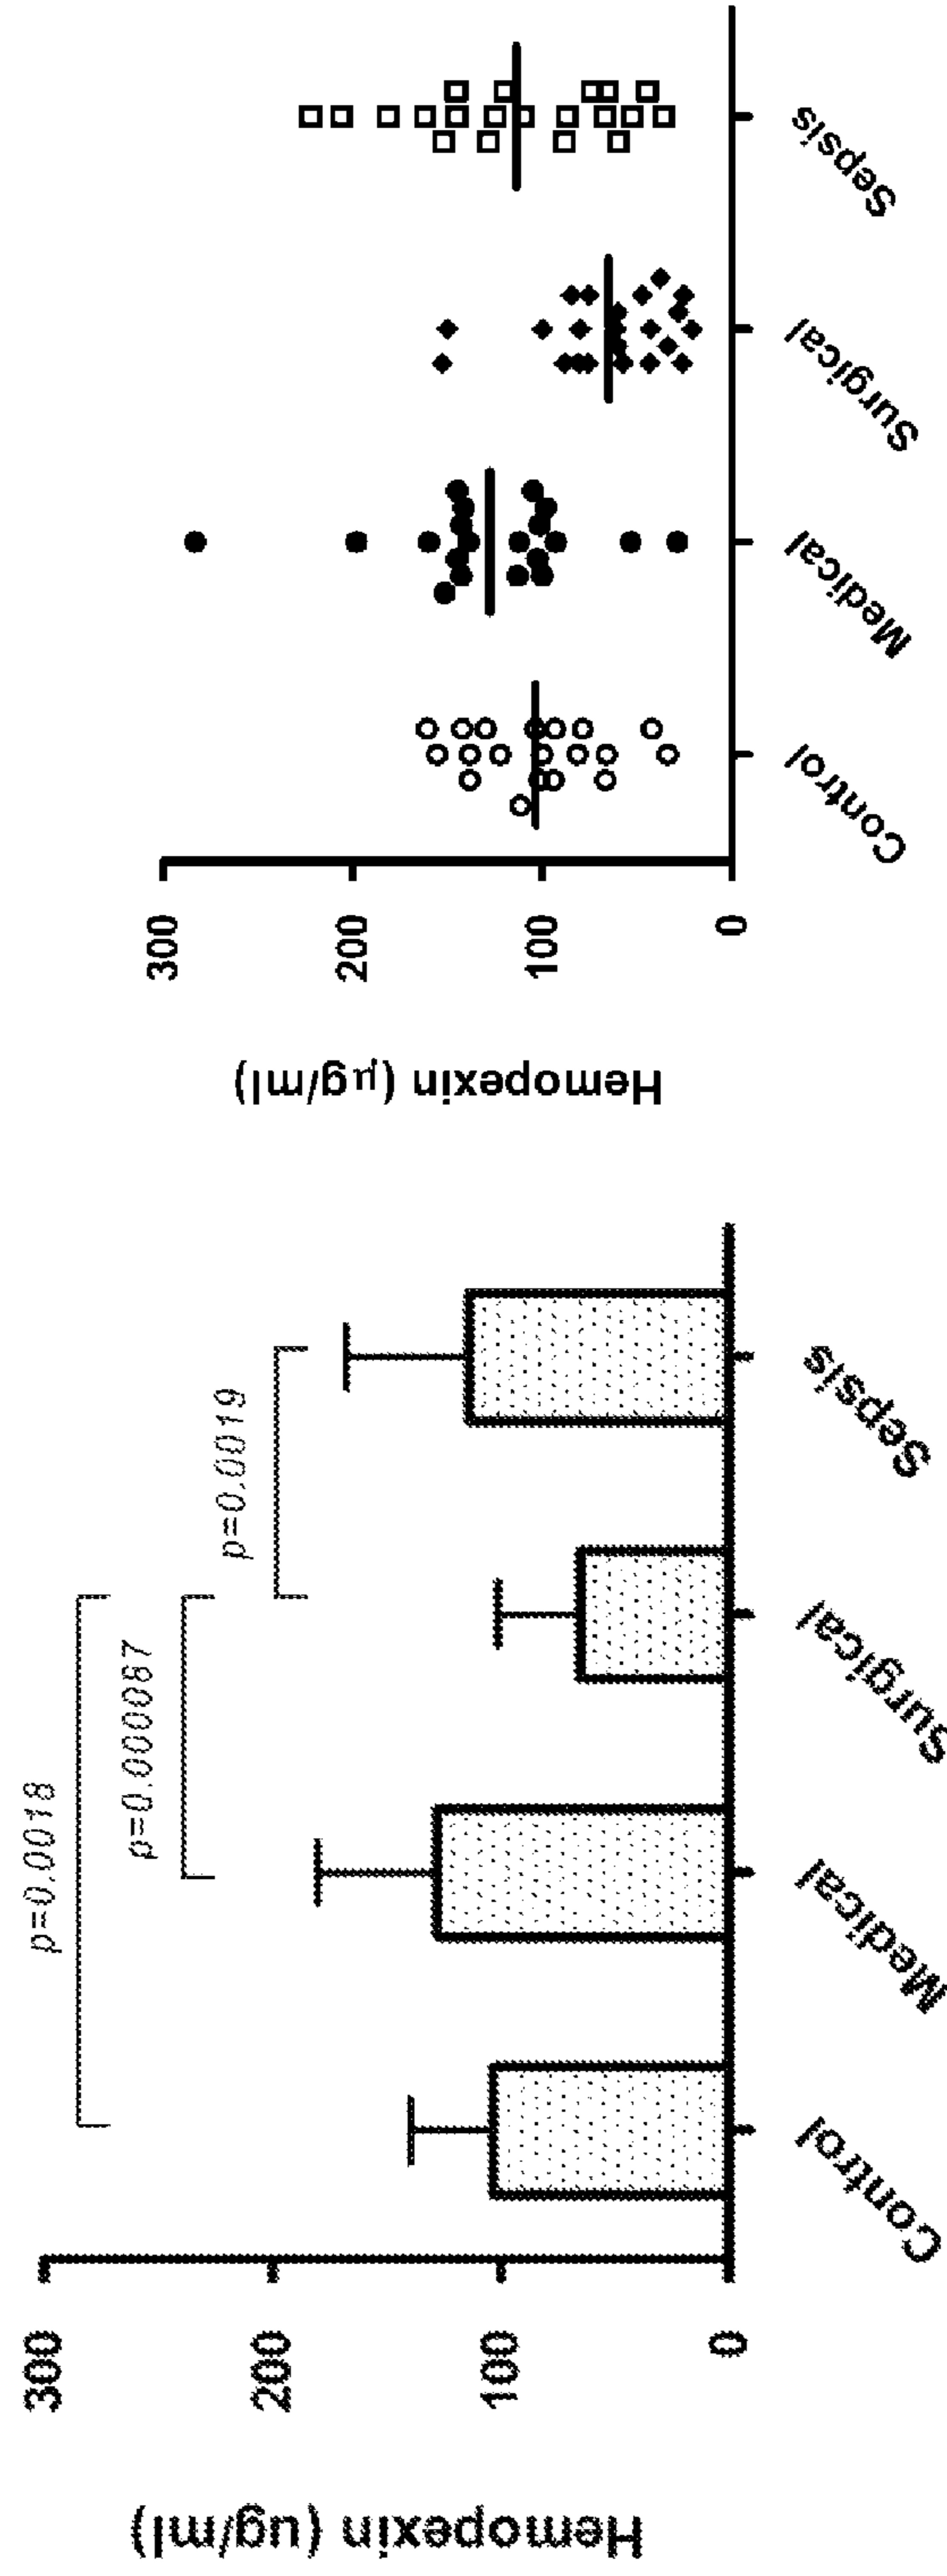 Hemopexin (ug/ml)
300
200
100
0
p=0.0018
p=0.000087
p=0.0019
Control
Medical
Surgical
Sepsis
Hemopexin (µg/ml)
300
200
100
0
Control
Medical
Surgical
Sepsis